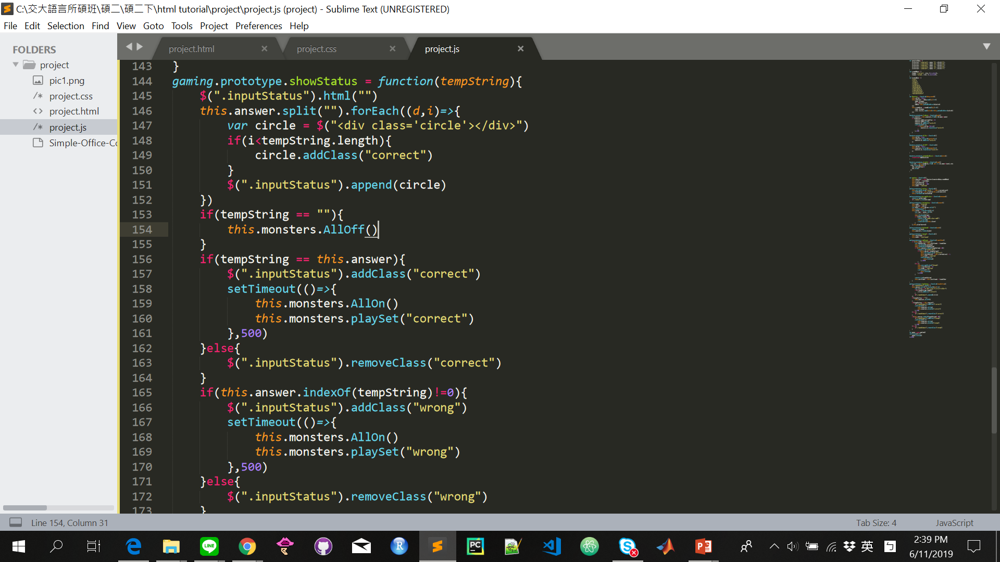 C:\交大語言所碩班\碩二\碩二下\html tutorial\project\project.js (project) - Sublime Text (UNREGISTERED)
File Edit Selection Find View Goto Tools Project Preferences Help
FOLDERS
project
pic1.png
/* project.css
<> project.html
/* project.js
Simple-Office-Co
project.html ×
project.css ×
project.js ×
143 }
144 gaming.prototype.showStatus = function(tempString){
145 $(".inputStatus").html("")
146 this.answer.split("").forEach((d,i)=>{
147 var circle = $("<div class='circle'></div>")
148 if(i<tempString.length){
149 circle.addClass("correct")
150 }
151 $(".inputStatus").append(circle)
152 })
153 if(tempString == ""){
154 this.monsters.AllOff()
155 }
156 if(tempString == this.answer){
157 $(".inputStatus").addClass("correct")
158 setTimeout(()=>{
159 this.monsters.AllOn()
160 this.monsters.playSet("correct")
161 },500)
162 }else{
163 $(".inputStatus").removeClass("correct")
164 }
165 if(this.answer.indexOf(tempString)!=0){
166 $(".inputStatus").addClass("wrong")
167 setTimeout(()=>{
168 this.monsters.AllOn()
169 this.monsters.playSet("wrong")
170 },500)
171 }else{
172 $(".inputStatus").removeClass("wrong")
173 }
Line 154, Column 31
Tab Size: 4
JavaScript
LINE
R
PC
英
ㄅ
2:39 PM
6/11/2019